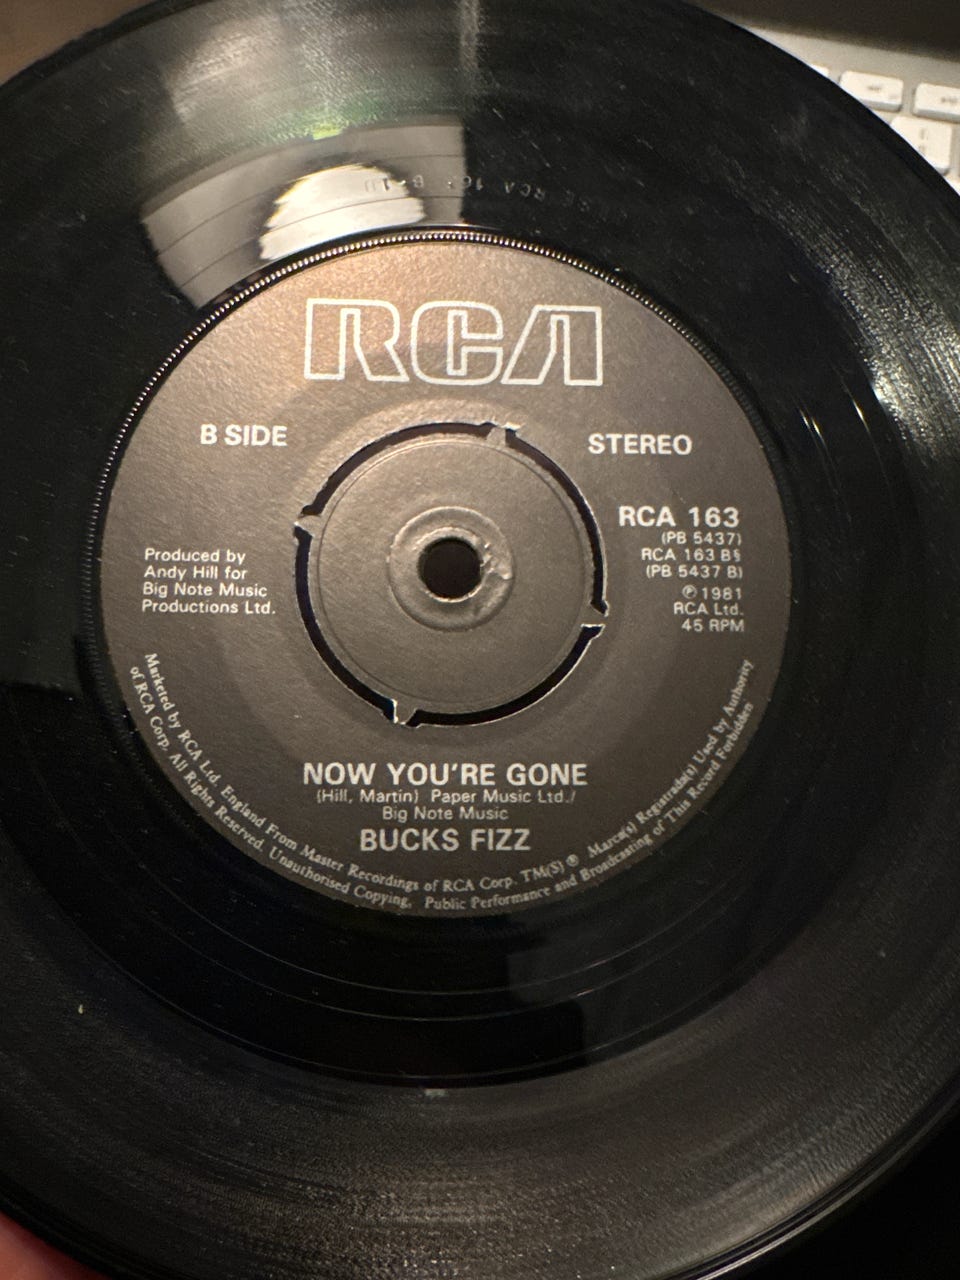 RCA
B SIDE
STEREO
RCA 163
(PB 5437)
RCA 163 B§
(PB 5437 B)
℗ 1981
RCA Ltd.
45 RPM
Produced by
Andy Hill for
Big Note Music
Productions Ltd.
NOW YOU'RE GONE
(Hill, Martin) Paper Music Ltd./
Big Note Music
BUCKS FIZZ
Marketed by RCA Ltd. England From Master Recordings of RCA Corp. TM(S) ® Marca(s) Registrada(s) Used by Authority
of RCA Corp. All Rights Reserved. Unauthorised Copying, Public Performance and Broadcasting of This Record Forbidden